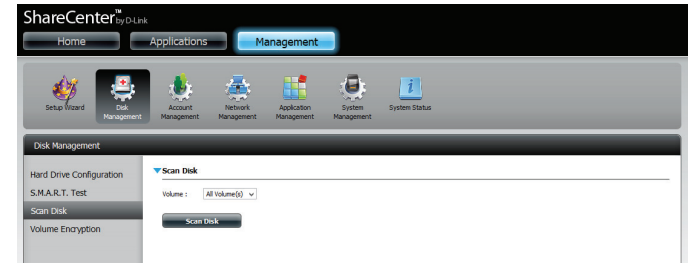 ShareCenter™ by D-Link
Home Applications Management
Setup Wizard Disk Management Account Management Network Management Application Management System Management System Status
Disk Management
Hard Drive Configuration
S.M.A.R.T. Test
Scan Disk
Volume Encryption
Scan Disk
Volume : All Volume(s)
Scan Disk